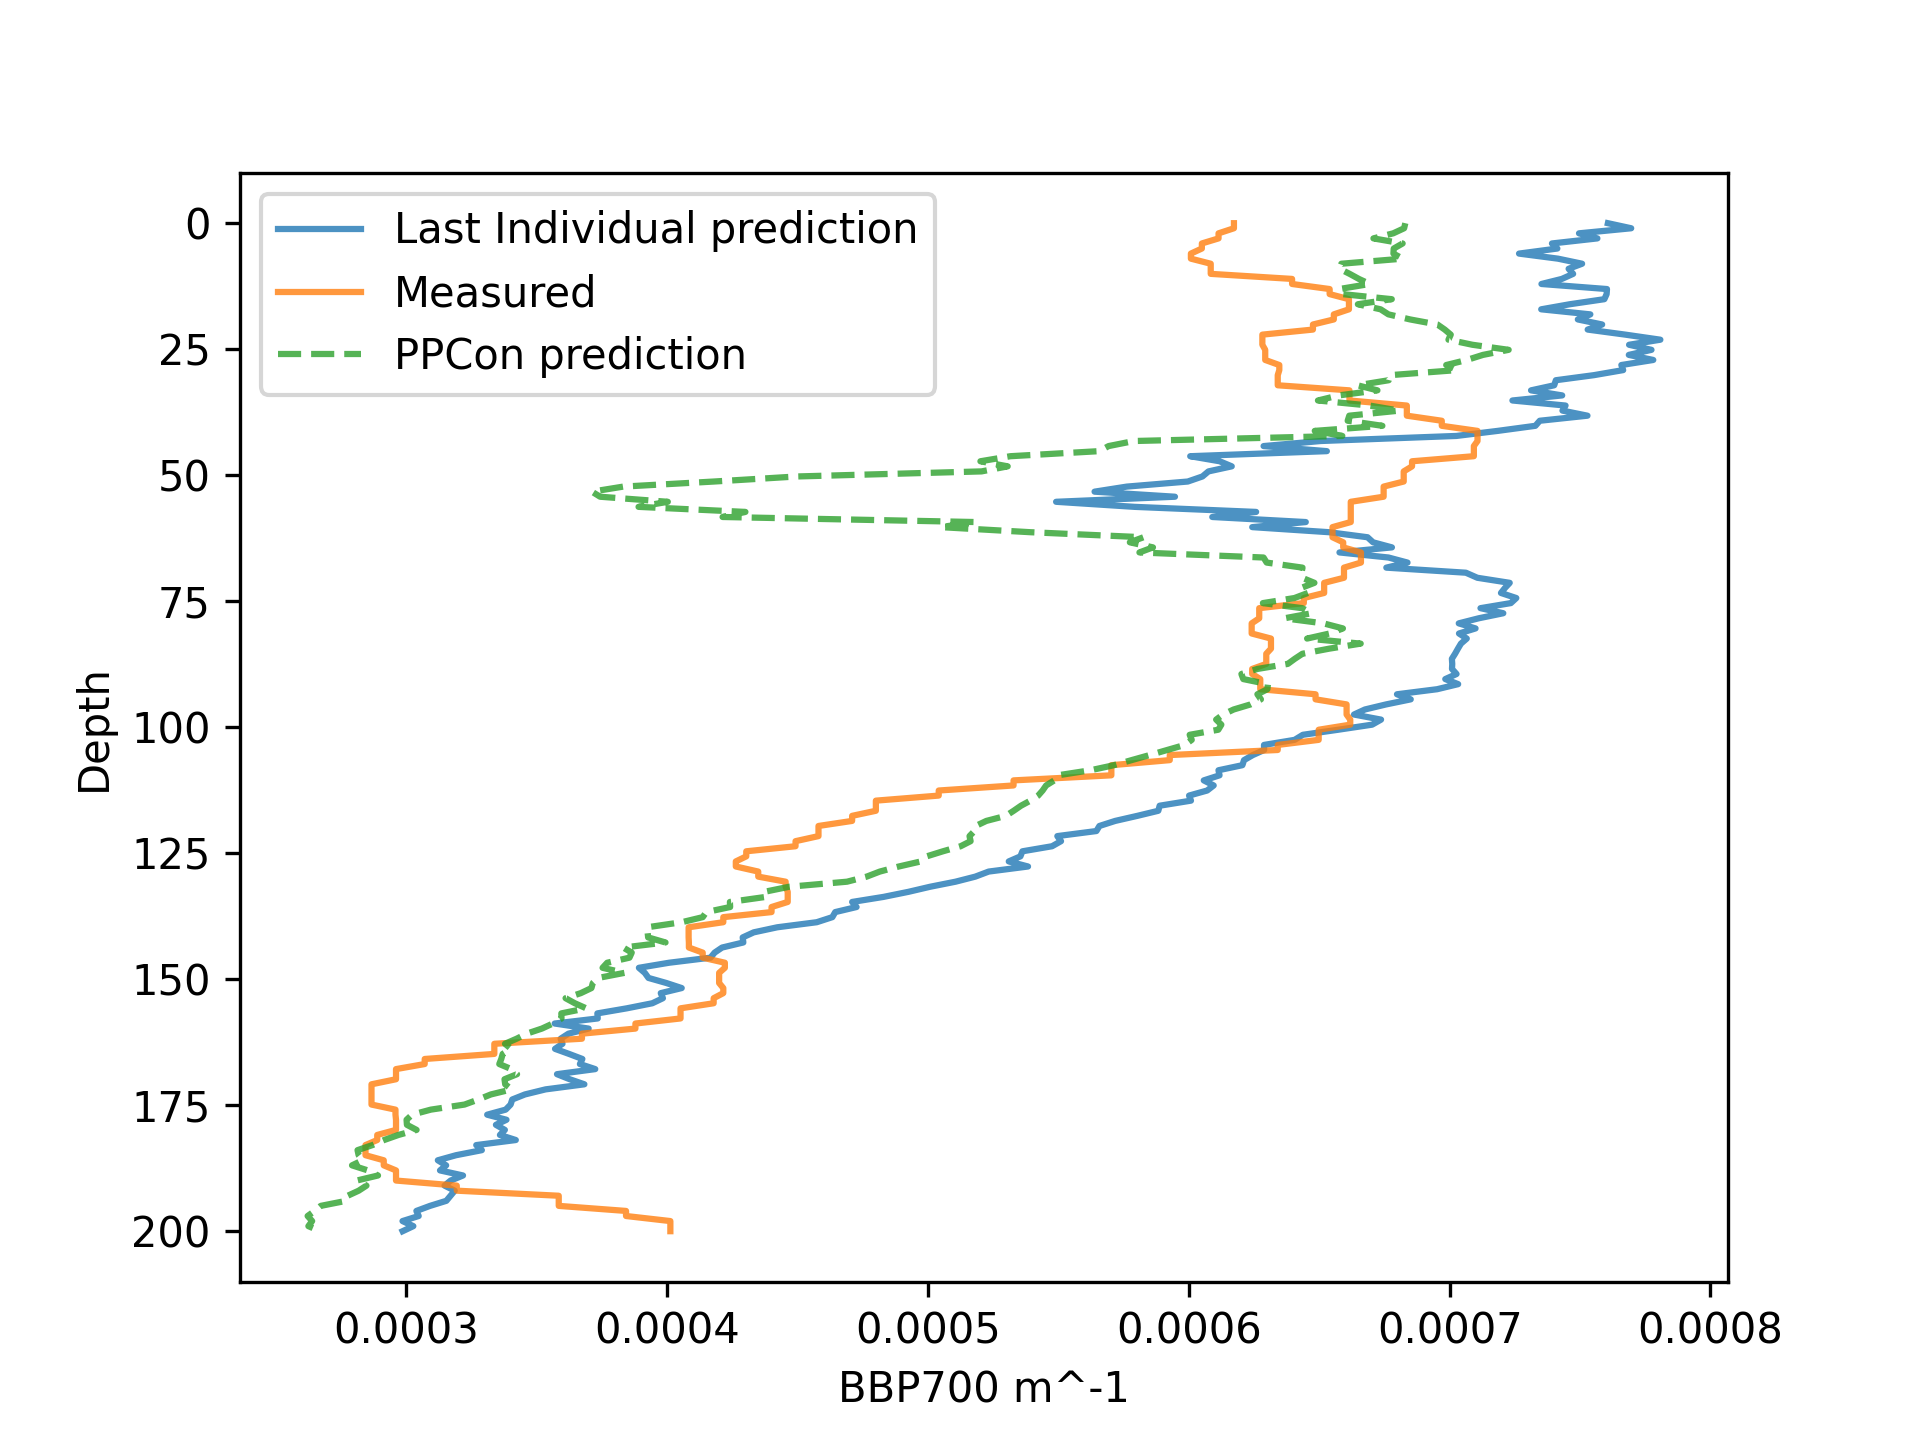 Last Individual prediction
Measured
PPCon prediction
0
25
50
75
100
125
150
175
200
Depth
0.0003 0.0004 0.0005 0.0006 0.0007 0.0008
BBP700 m^-1